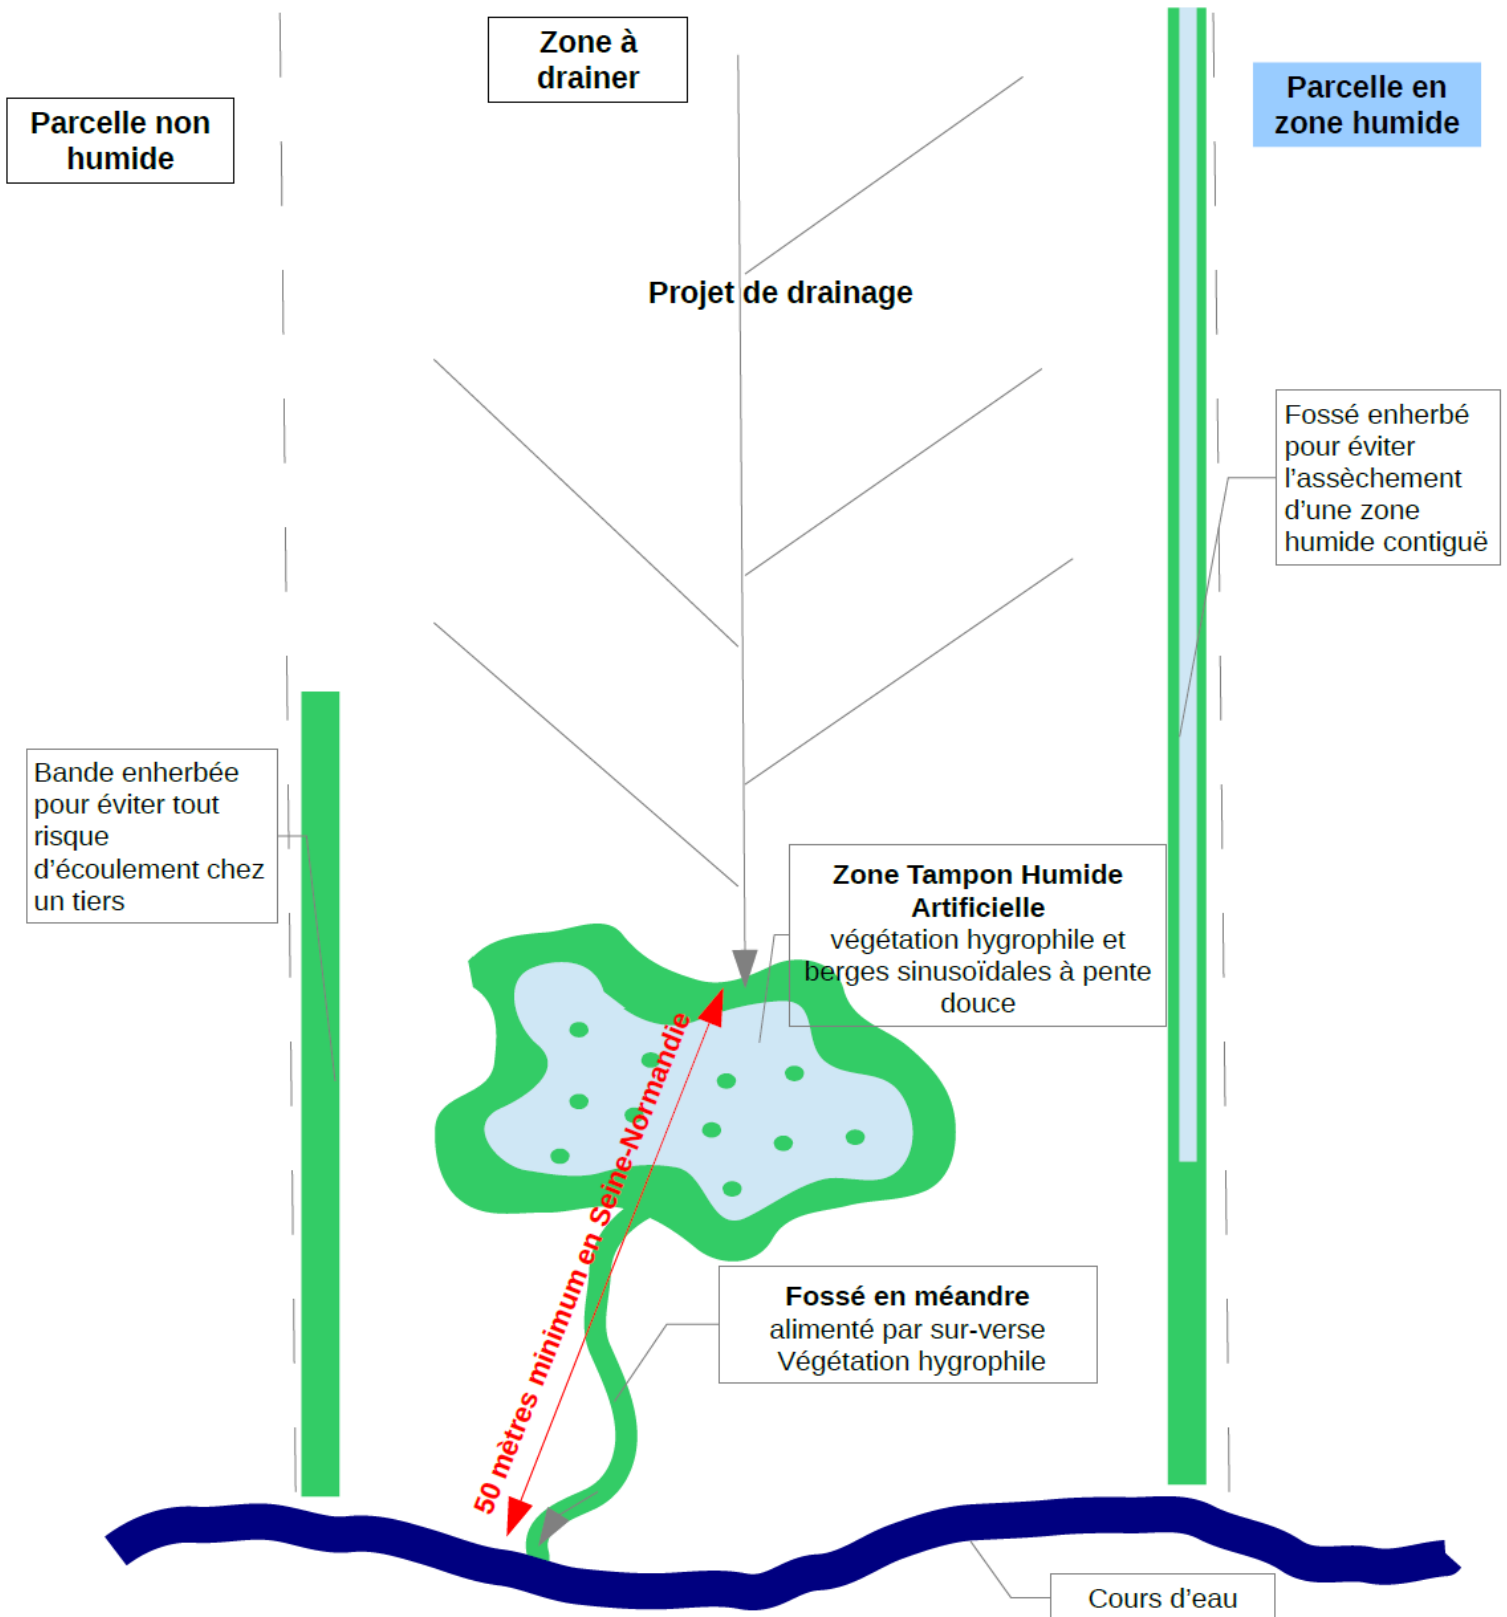 Zone à
drainer
Parcelle en
zone humide
Parcelle non
humide
Projet de drainage
Fossé enherbé
pour éviter
l'assèchement
d'une zone
humide contiguë
Bande enherbée
pour éviter tout
risque
d'écoulement chez
un tiers
Zone Tampon Humide
Artificielle
végétation hygrophile et
berges sinusoïdales à pente
douce
50 mètres minimum en Seine-Normandie
Fossé en méandre
alimenté par sur-verse
Végétation hygrophile
Cours d'eau